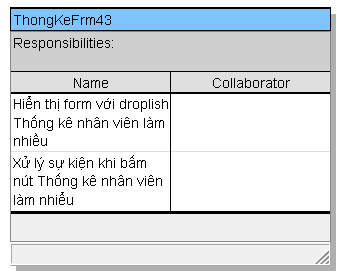 ThongKeFrm43
Responsibilities:
Name Collaborator
Hiển thị form với droplish
Thống kê nhân viên làm
nhiều
Xử lý sự kiện khi bấm
nút Thống kê nhân viên
làm nhiều